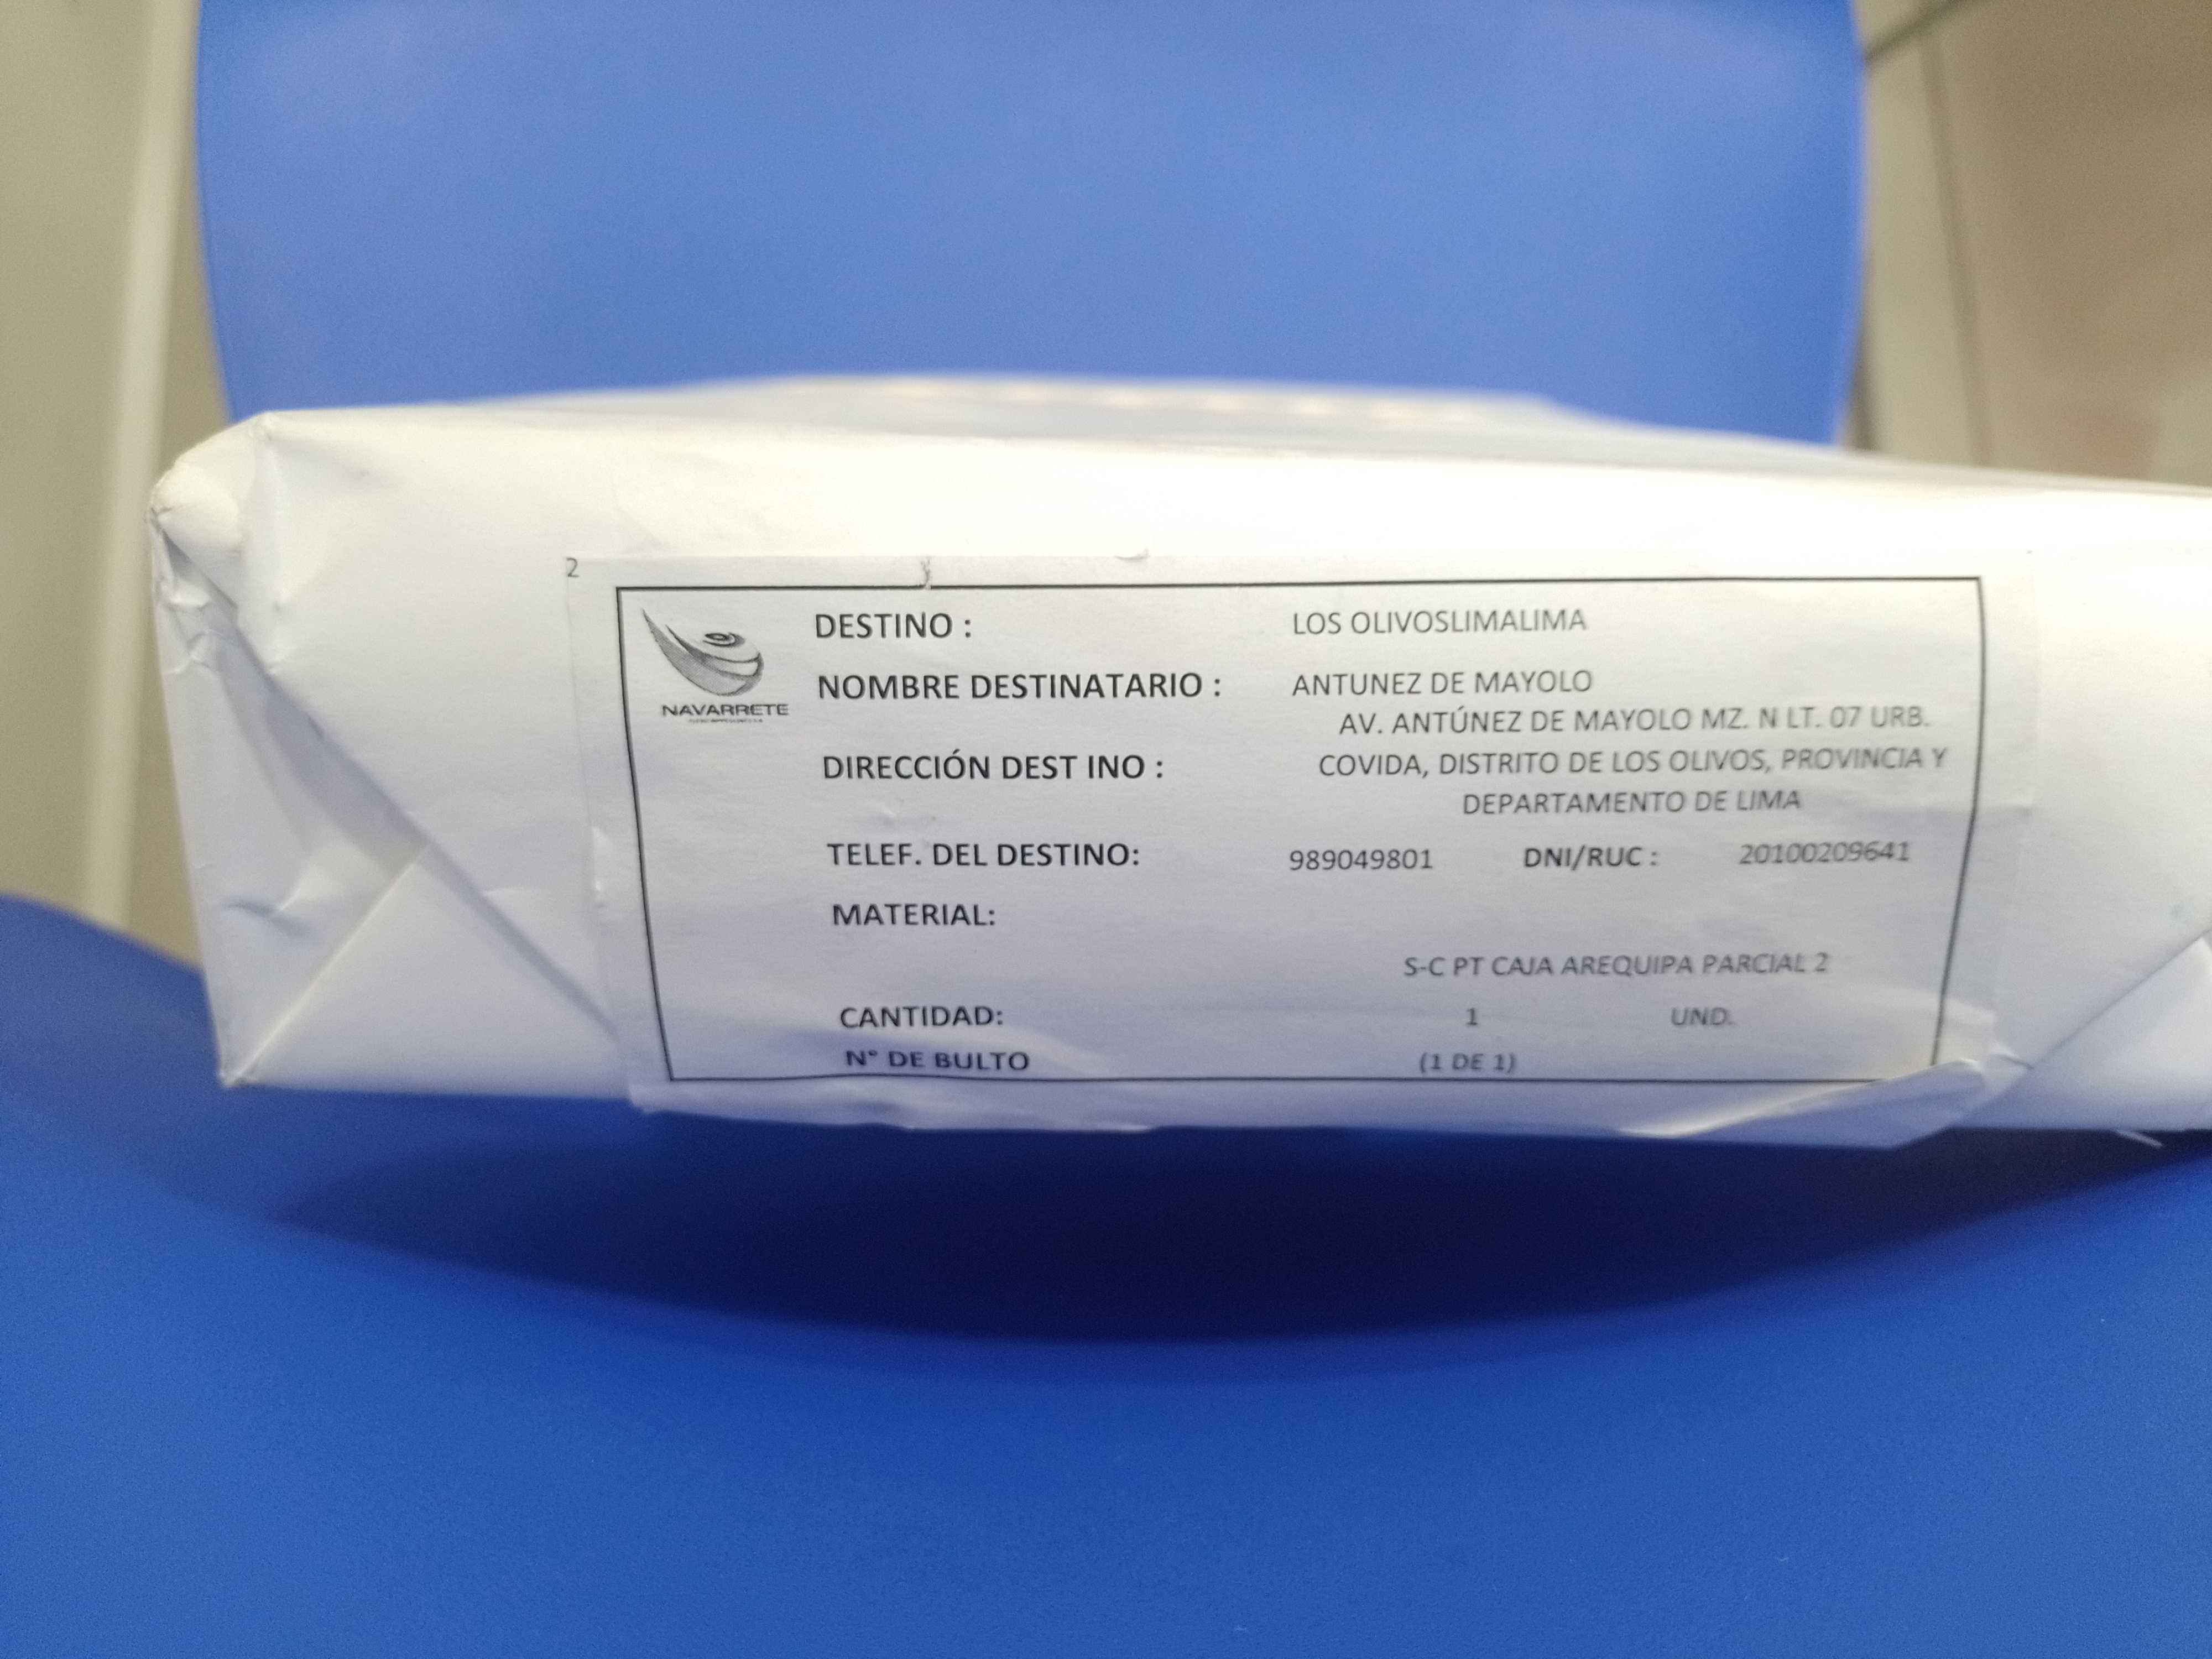 2
NAVARRETE
DESTINO : LOS OLIVOSLIMALIMA
NOMBRE DESTINATARIO : ANTUNEZ DE MAYOLO
AV. ANTÚNEZ DE MAYOLO MZ. N LT. 07 URB.
DIRECCIÓN DEST INO : COVIDA, DISTRITO DE LOS OLIVOS, PROVINCIA Y
DEPARTAMENTO DE LIMA
TELEF. DEL DESTINO: 989049801 DNI/RUC : 20100209641
MATERIAL:
S-C PT CAJA AREQUIPA PARCIAL 2
CANTIDAD: 1 UND.
N° DE BULTO (1 DE 1)